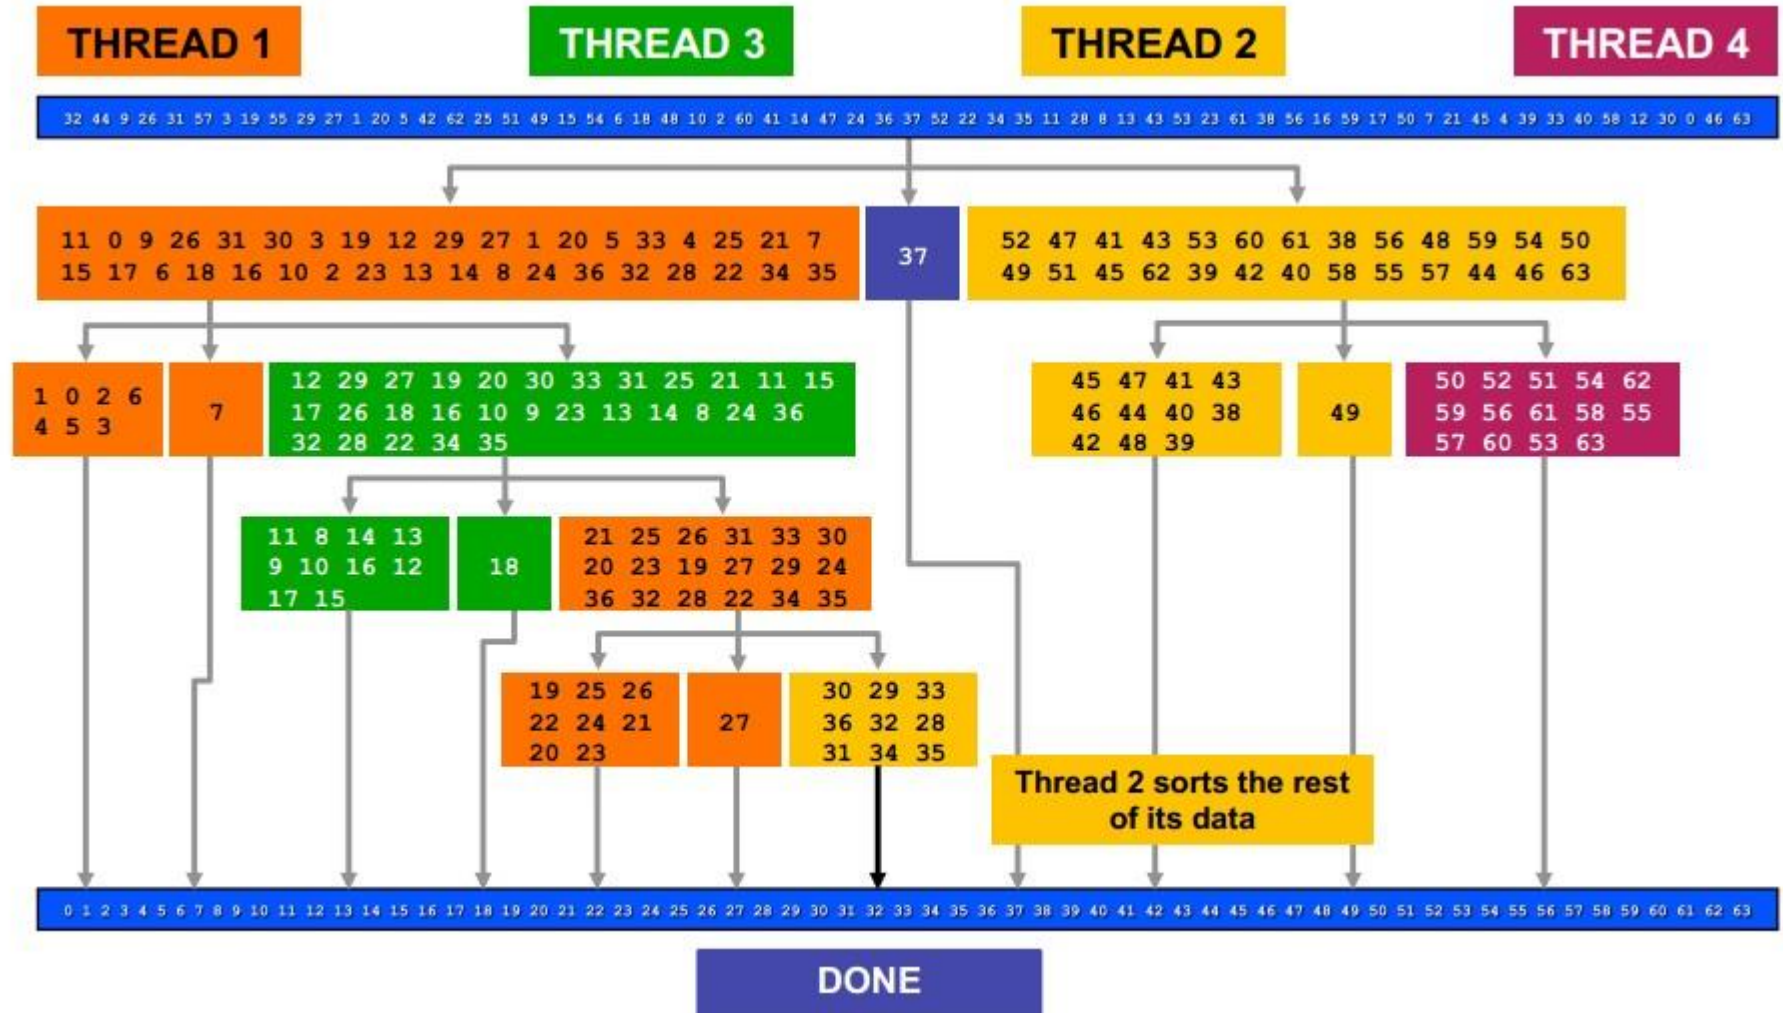 THREAD 1
THREAD 3
THREAD 2
THREAD 4
32 44 9 26 31 57 3 19 55 29 27 1 20 5 42 62 25 51 49 15 54 6 18 48 10 2 60 41 14 47 24 36 37 52 22 34 35 11 28 8 13 43 53 23 61 38 56 16 59 17 50 7 21 45 4 39 33 40 58 12 30 0 46 63
11 0 9 26 31 30 3 19 12 29 27 1 20 5 33 4 25 21 7
15 17 6 18 16 10 2 23 13 14 8 24 36 32 28 22 34 35
37
52 47 41 43 53 60 61 38 56 48 59 54 50
49 51 45 62 39 42 40 58 55 57 44 46 63
1 0 2 6
4 5 3
7
12 29 27 19 20 30 33 31 25 21 11 15
17 26 18 16 10 9 23 13 14 8 24 36
32 28 22 34 35
45 47 41 43
46 44 40 38
42 48 39
49
50 52 51 54 62
59 56 61 58 55
57 60 53 63
11 8 14 13
9 10 16 12
17 15
18
21 25 26 31 33 30
20 23 19 27 29 24
36 32 28 22 34 35
19 25 26
22 24 21
20 23
27
30 29 33
36 32 28
31 34 35
Thread 2 sorts the rest
of its data
0 1 2 3 4 5 6 7 8 9 10 11 12 13 14 15 16 17 18 19 20 21 22 23 24 25 26 27 28 29 30 31 32 33 34 35 36 37 38 39 40 41 42 43 44 45 46 47 48 49 50 51 52 53 54 55 56 57 58 59 60 61 62 63
DONE